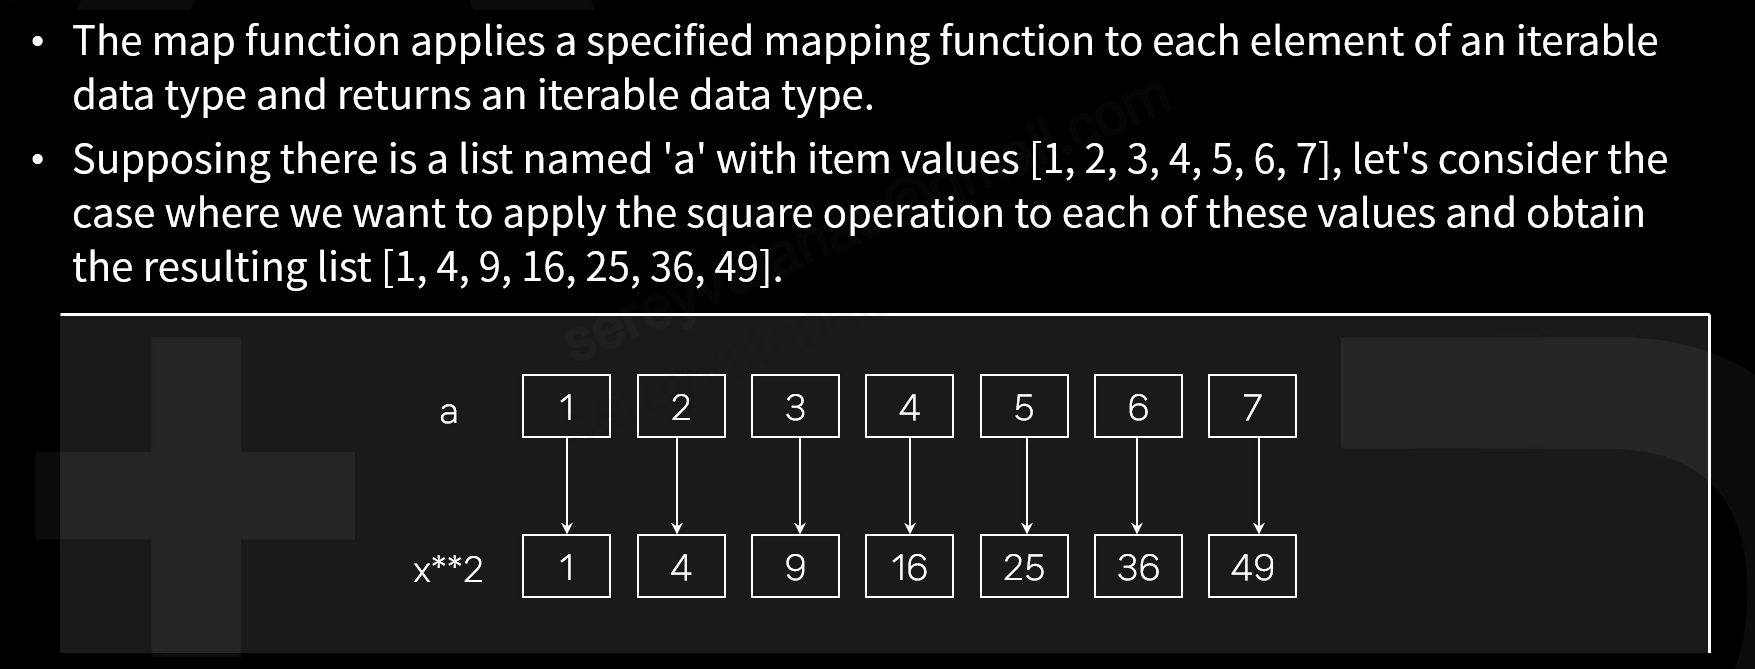 • The map function applies a specified mapping function to each element of an iterable
data type and returns an iterable data type.
• Supposing there is a list named 'a' with item values [1, 2, 3, 4, 5, 6, 7], let's consider the
case where we want to apply the square operation to each of these values and obtain
the resulting list [1, 4, 9, 16, 25, 36, 49].
a 1 2 3 4 5 6 7
x**2 1 4 9 16 25 36 49